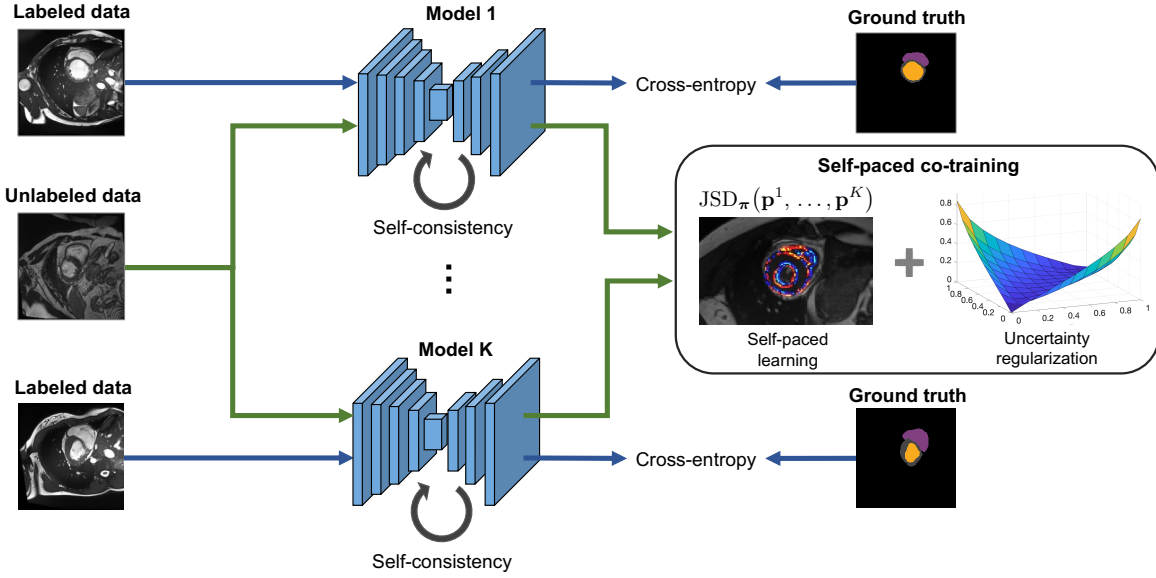 Labeled data
Model 1
Ground truth
Cross-entropy
Self-consistency
Unlabeled data
Self-paced co-training
JSD_π(p^1, …, p^K)
0.8
0.6
0.4
0.2
0
1
0.8
0.6
0.4
0.2
0
0
0.2
0.4
0.6
0.8
1
Self-paced
learning
Uncertainty
regularization
Model K
Labeled data
Ground truth
Cross-entropy
Self-consistency